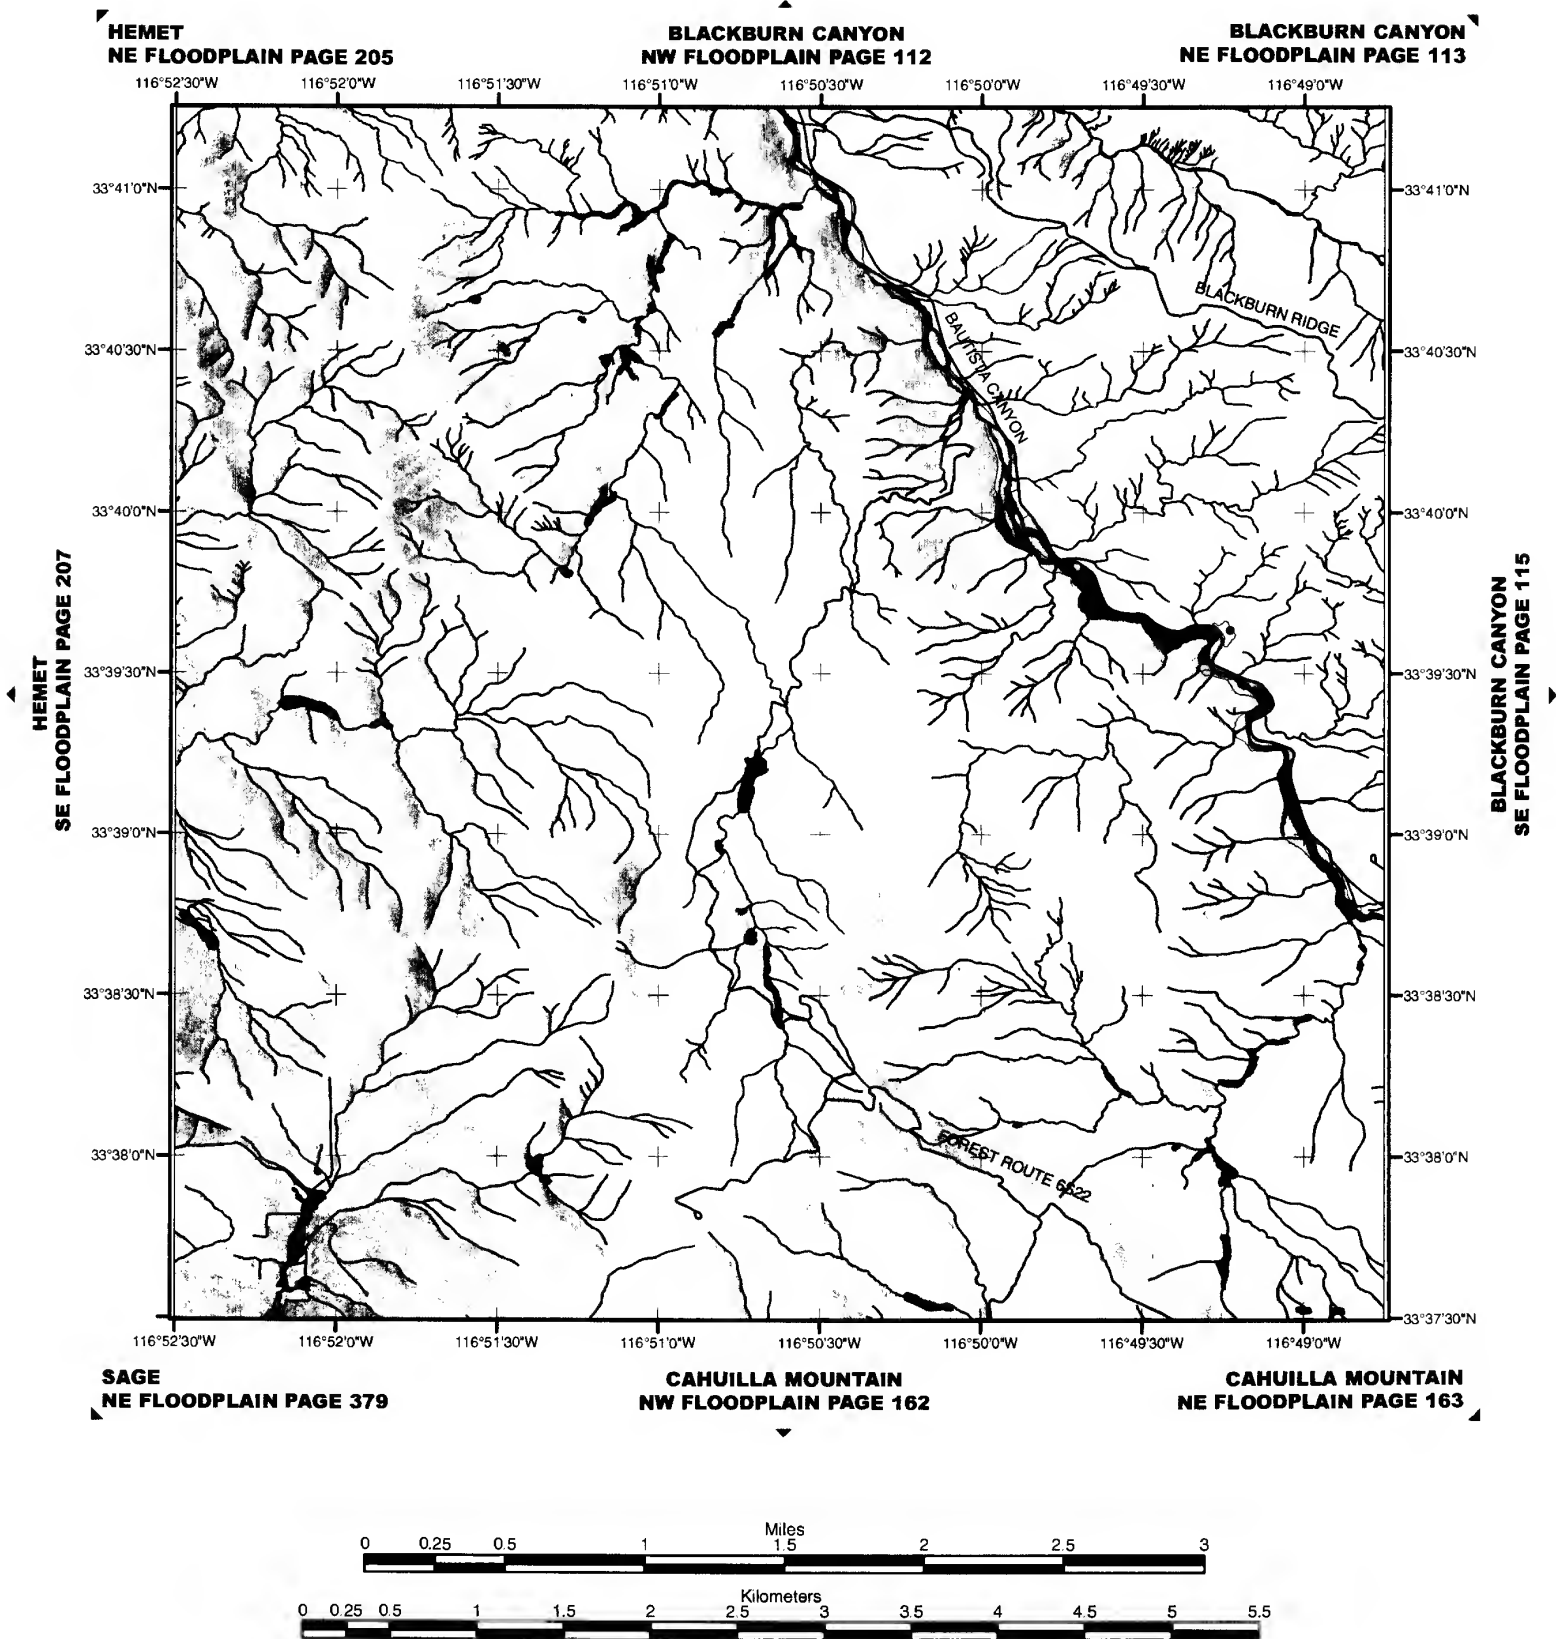 HEMET
NE FLOODPLAIN PAGE 205
BLACKBURN CANYON
NW FLOODPLAIN PAGE 112
BLACKBURN CANYON
NE FLOODPLAIN PAGE 113
116°52'30"W 116°52'0"W 116°51'30"W 116°51'0"W 116°50'30"W 116°50'0"W 116°49'30"W 116°49'0"W
33°41'0"N 33°41'0"N
BLACKBURN RIDGE
BAUTISTA CANYON
33°40'30"N 33°40'30"N
33°40'0"N 33°40'0"N
HEMET
SE FLOODPLAIN PAGE 207
BLACKBURN CANYON
SE FLOODPLAIN PAGE 115
33°39'30"N 33°39'30"N
33°39'0"N 33°39'0"N
33°38'30"N 33°38'30"N
33°38'0"N 33°38'0"N
FOREST ROUTE 6S22
33°37'30"N
116°52'30"W 116°52'0"W 116°51'30"W 116°51'0"W 116°50'30"W 116°50'0"W 116°49'30"W 116°49'0"W
SAGE
NE FLOODPLAIN PAGE 379
CAHUILLA MOUNTAIN
NW FLOODPLAIN PAGE 162
CAHUILLA MOUNTAIN
NE FLOODPLAIN PAGE 163
Miles
0 0.25 0.5 1 1.5 2 2.5 3
Kilometers
0 0.25 0.5 1 1.5 2 2.5 3 3.5 4 4.5 5 5.5